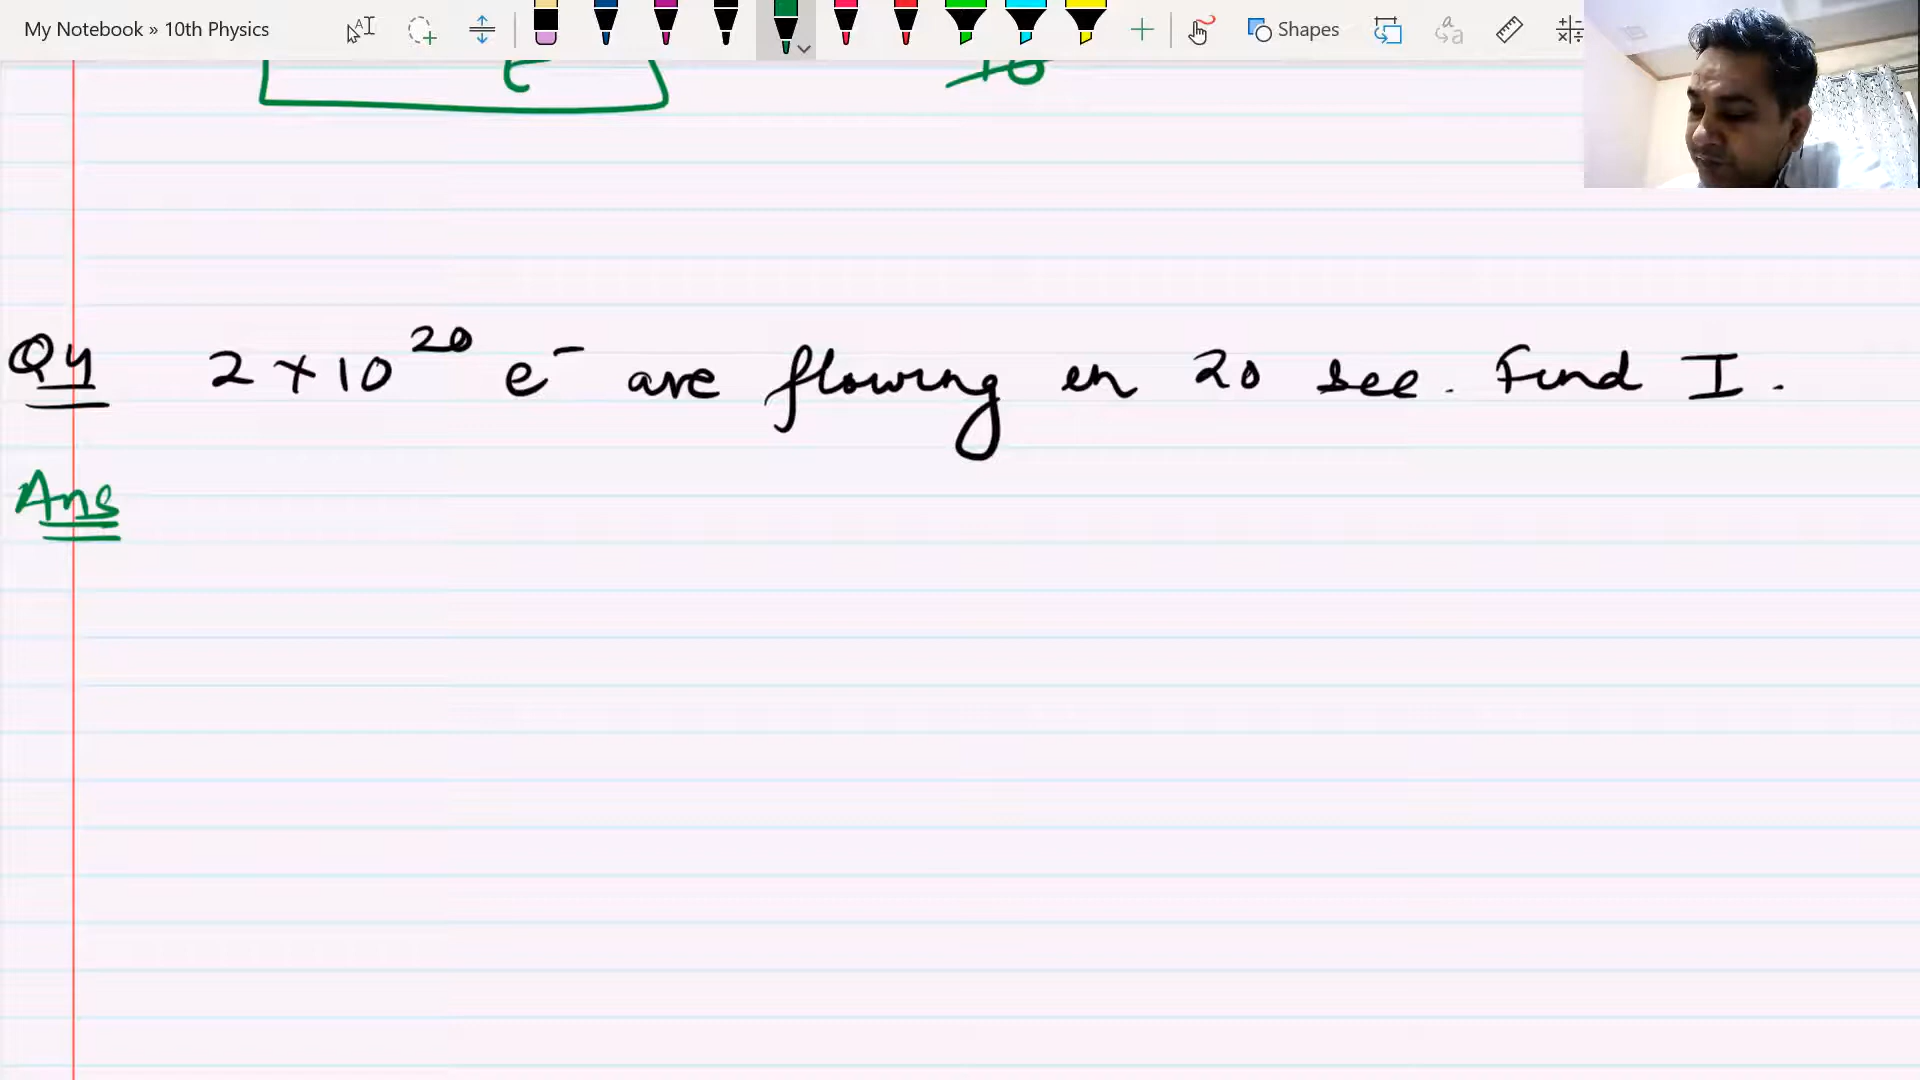 My Notebook » 10th Physics
Shapes
Q4 2 × 10²⁰ e⁻ are flowing in 20 sec. Find I.
Ans